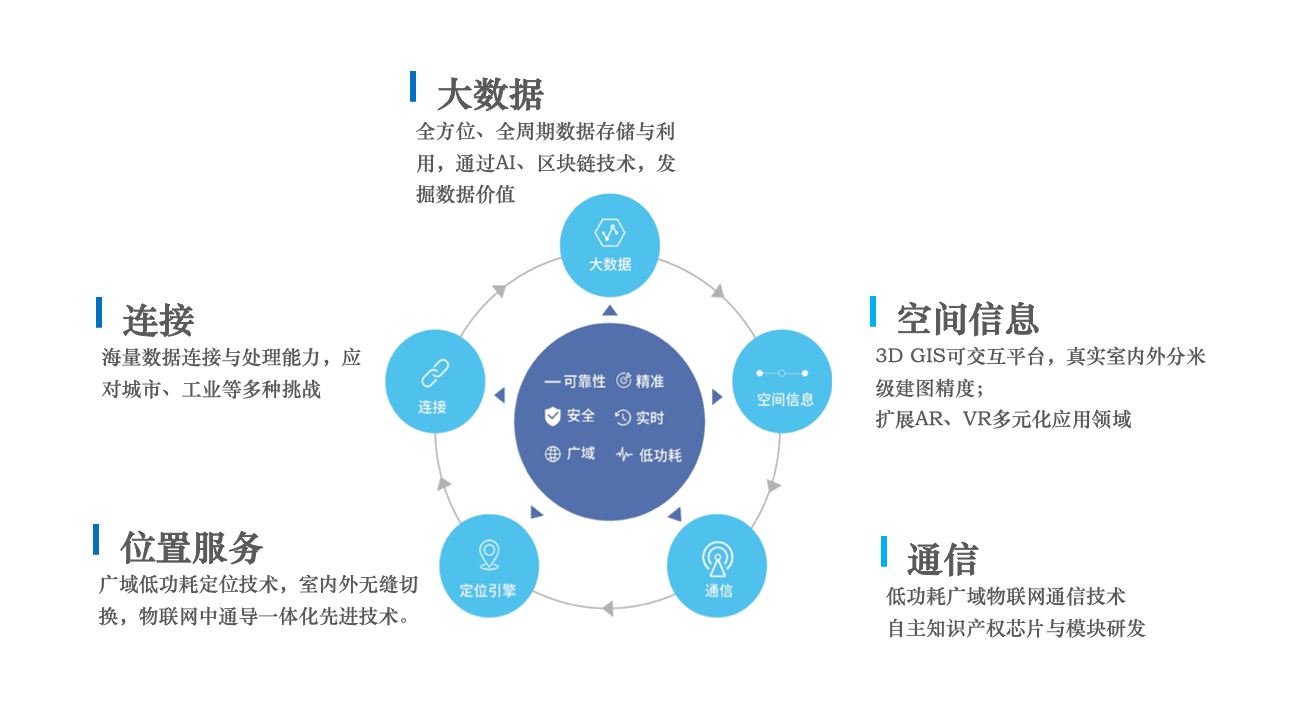 大数据
全方位、全周期数据存储与利
用，通过AI、区块链技术，发
掘数据价值
大数据
连接
海量数据连接与处理能力，应
对城市、工业等多种挑战
空间信息
3D GIS可交互平台，真实室内外分米
级建图精度；
扩展AR、VR多元化应用领域
连接
空间信息
可靠性 精准
安全 实时
广域 低功耗
位置服务
广域低功耗定位技术，室内外无缝切
换，物联网中通导一体化先进技术。
定位引擎
通信
通信
低功耗广域物联网通信技术
自主知识产权芯片与模块研发